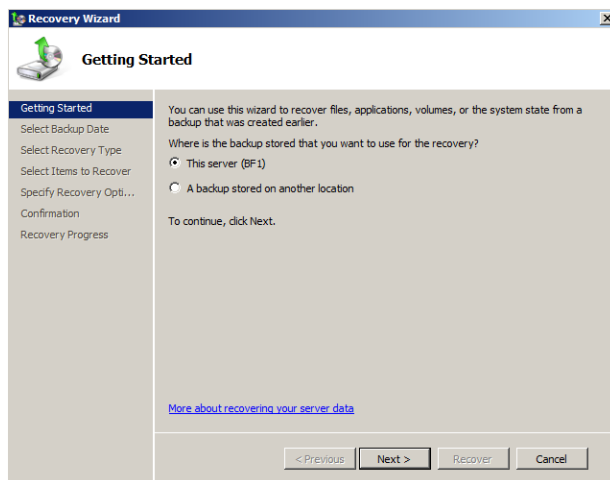 Recovery Wizard
Getting Started
Getting Started
Select Backup Date
Select Recovery Type
Select Items to Recover
Specify Recovery Opti...
Confirmation
Recovery Progress
You can use this wizard to recover files, applications, volumes, or the system state from a
backup that was created earlier.
Where is the backup stored that you want to use for the recovery?
This server (BF1)
A backup stored on another location
To continue, click Next.
More about recovering your server data
< Previous Next > Recover Cancel